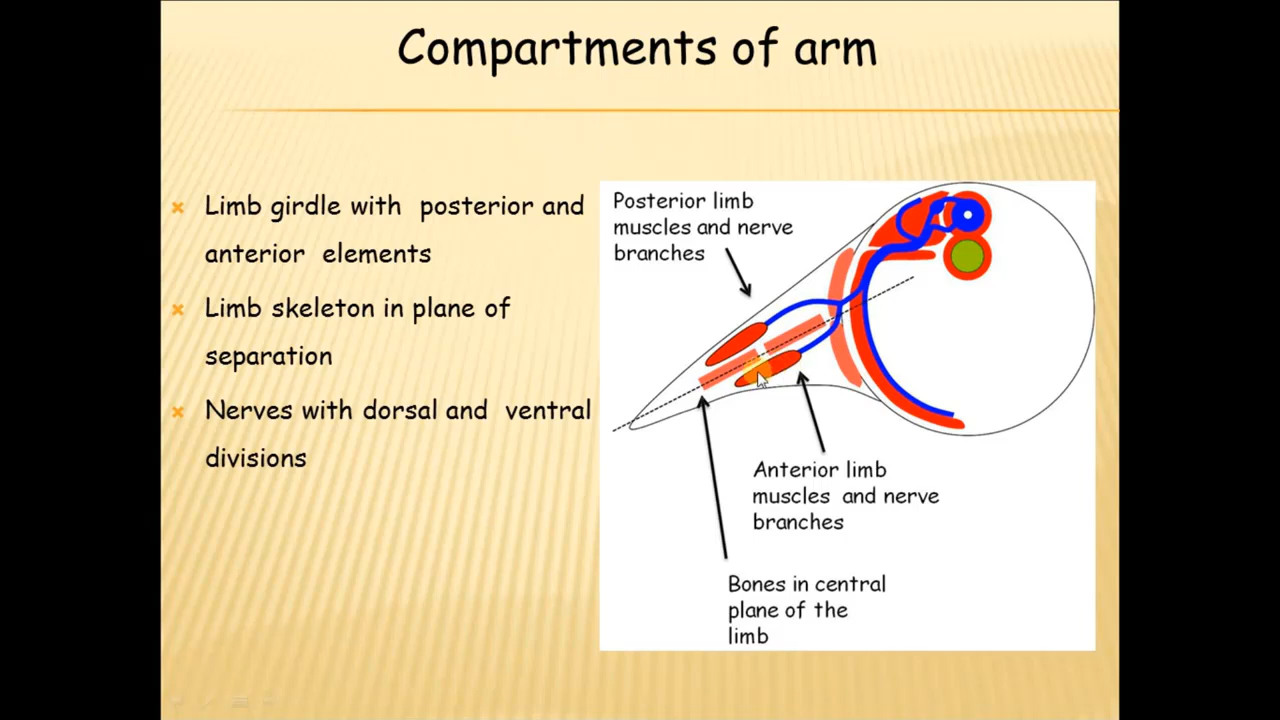 Compartments of arm
Limb girdle with posterior and
anterior elements
Limb skeleton in plane of
separation
Nerves with dorsal and ventral
divisions
Posterior limb
muscles and nerve
branches
Anterior limb
muscles and nerve
branches
Bones in central
plane of the
limb